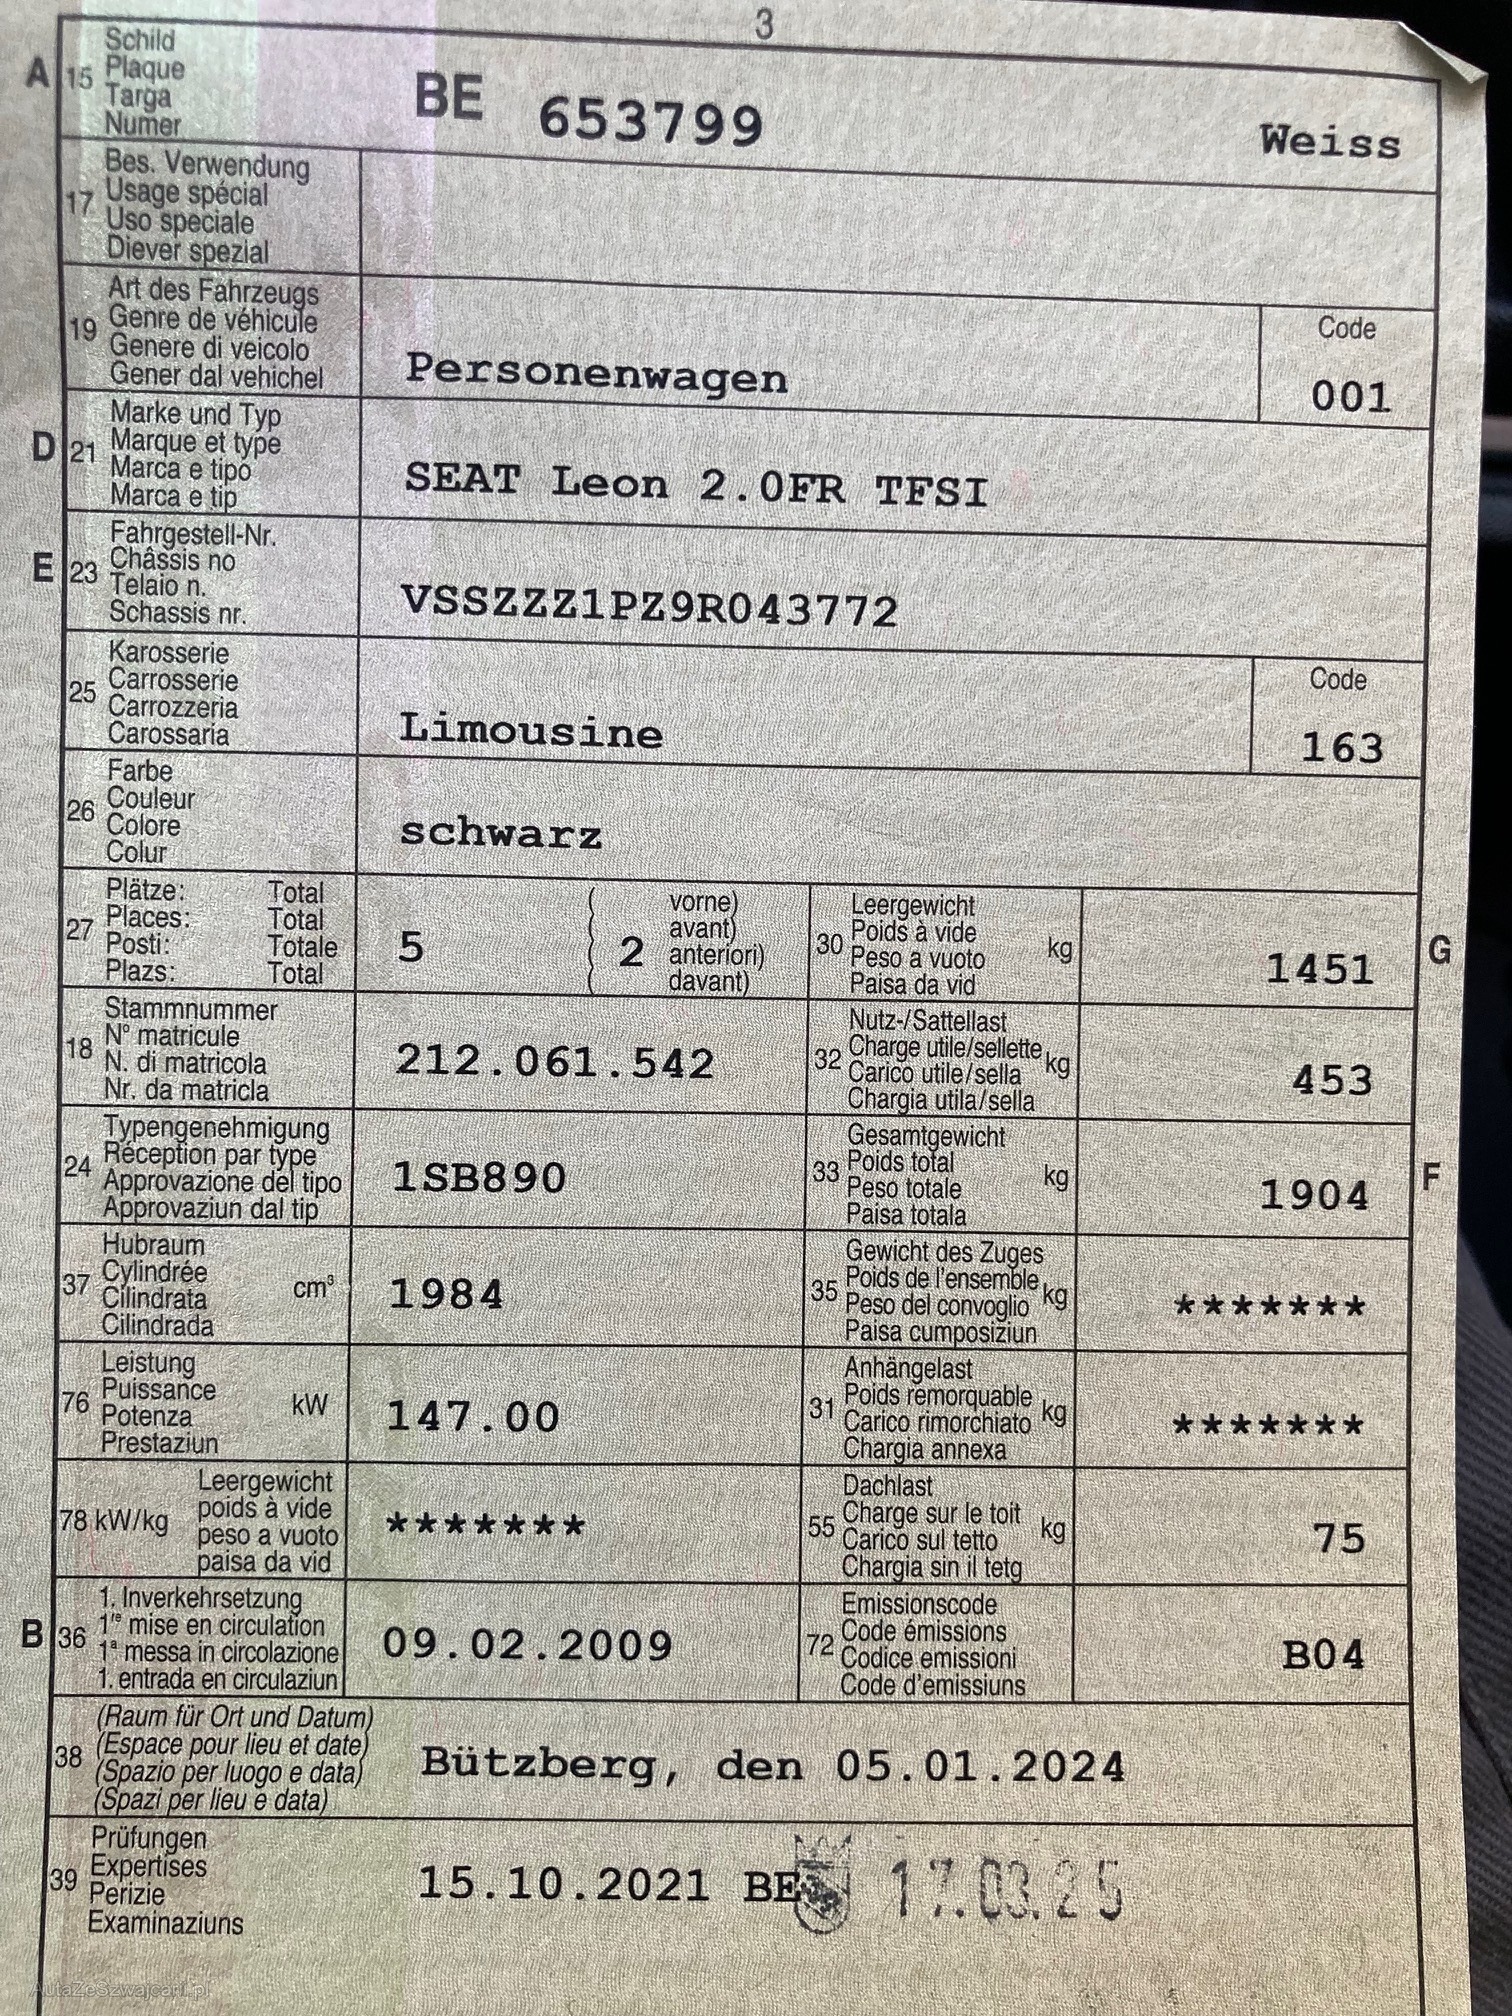 3
A 15 Schild
Plaque
Targa
Numer
BE 653799 Weiss
17 Bes. Verwendung
Usage spécial
Uso speciale
Diever spezial
19 Art des Fahrzeugs
Genre de véhicule
Genere di veicolo
Gener dal vehichel
Personenwagen
Code
001
D 21 Marke und Typ
Marque et type
Marca e tipo
Marca e tip
SEAT Leon 2.0FR TFSI
E 23 Fahrgestell-Nr.
Châssis no
Telaio n.
Schassis nr.
VSSZZZ1PZ9R043772
25 Karosserie
Carrosserie
Carrozzeria
Carossaria
Limousine
Code
163
26 Farbe
Couleur
Colore
Colur
schwarz
27 Plätze: Total
Places: Total
Posti: Totale
Plazs: Total
5 ( 2 vorne)
avant)
anteriori)
davant)
30 Leergewicht
Poids à vide
Peso a vuoto
Paisa da vid
kg 1451 G
18 Stammnummer
N° matricule
N. di matricola
Nr. da matricla
212.061.542
32 Nutz-/Sattellast
Charge utile/sellette
Carico utile/sella
Chargia utila/sella
kg 453
24 Typengenehmigung
Réception par type
Approvazione del tipo
Approvaziun dal tip
1SB890
33 Gesamtgewicht
Poids total
Peso totale
Paisa totala
kg 1904 F
37 Hubraum
Cylindrée
Cilindrata
Cilindrada
cm³ 1984
35 Gewicht des Zuges
Poids de l'ensemble
Peso del convoglio
Paisa cumposiziun
kg *******
76 Leistung
Puissance
Potenza
Prestaziun
kW 147.00
31 Anhängelast
Poids remorquable
Carico rimorchiato
Chargia annexa
kg *******
78 kW/kg Leergewicht
poids à vide
peso a vuoto
paisa da vid
*******
55 Dachlast
Charge sur le toit
Carico sul tetto
Chargia sin il tetg
kg 75
B 36 1. Inverkehrsetzung
1re mise en circulation
1a messa in circolazione
1. entrada en circulaziun
09.02.2009
72 Emissionscode
Code émissions
Codice emissioni
Code d'emissiuns
B04
38 (Raum für Ort und Datum)
(Espace pour lieu et date)
(Spazio per luogo e data)
(Spazi per lieu e data)
Bützberg, den 05.01.2024
39 Prüfungen
Expertises
Perizie
Examinaziuns
15.10.2021 BE 17.03.25
AutaZeSzwajcarii.pl